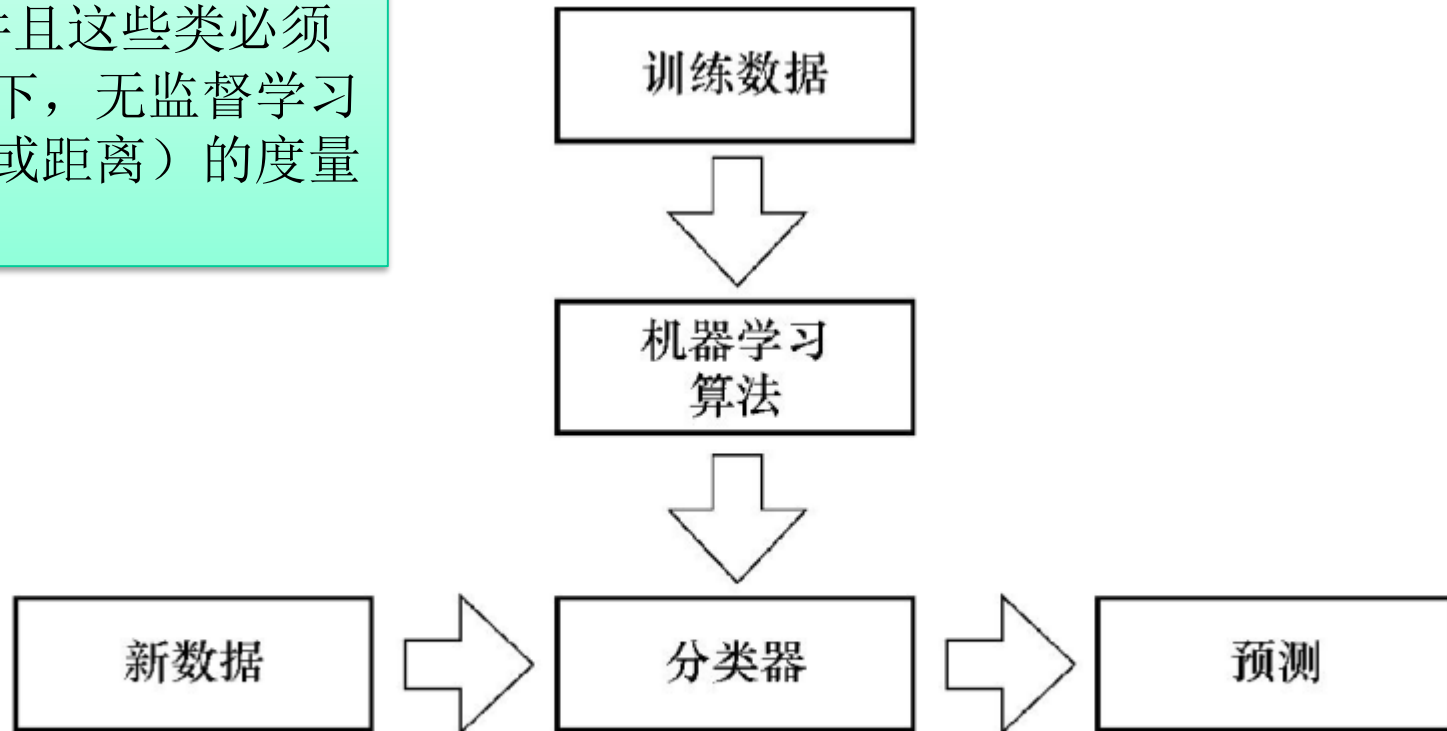 且这些类必须
下，无监督学习
或距离）的度量
训练数据
机器学习
算法
新数据
分类器
预测